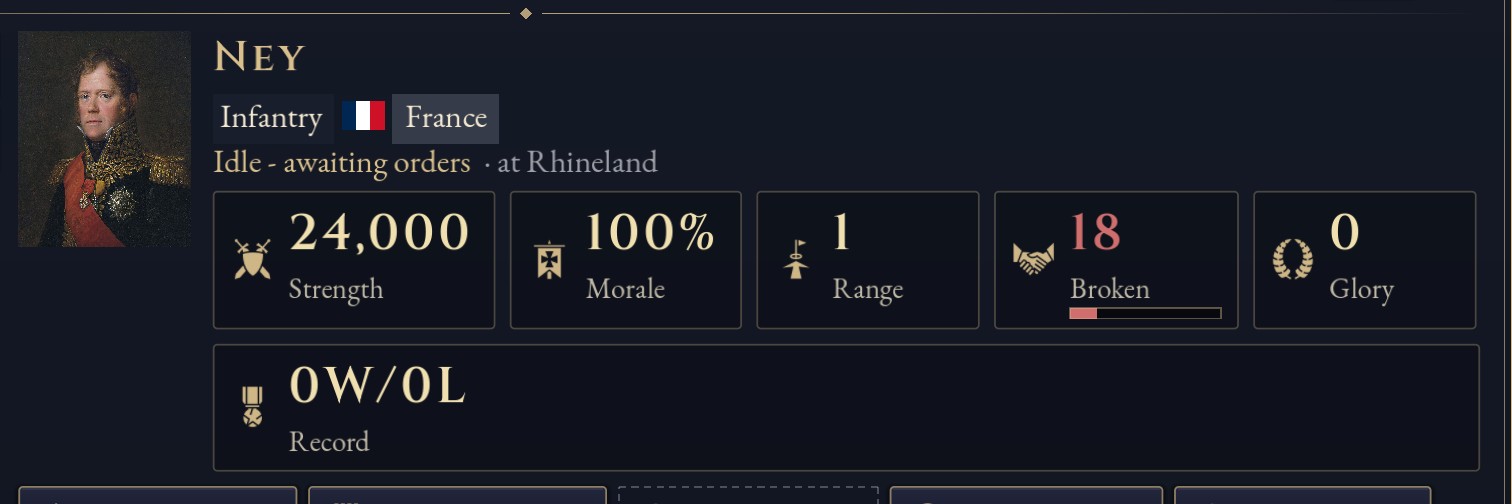 Ney
Infantry France
Idle - awaiting orders · at Rhineland
24,000 100% 1 18 0
Strength Morale Range Broken Glory
0W/0L
Record